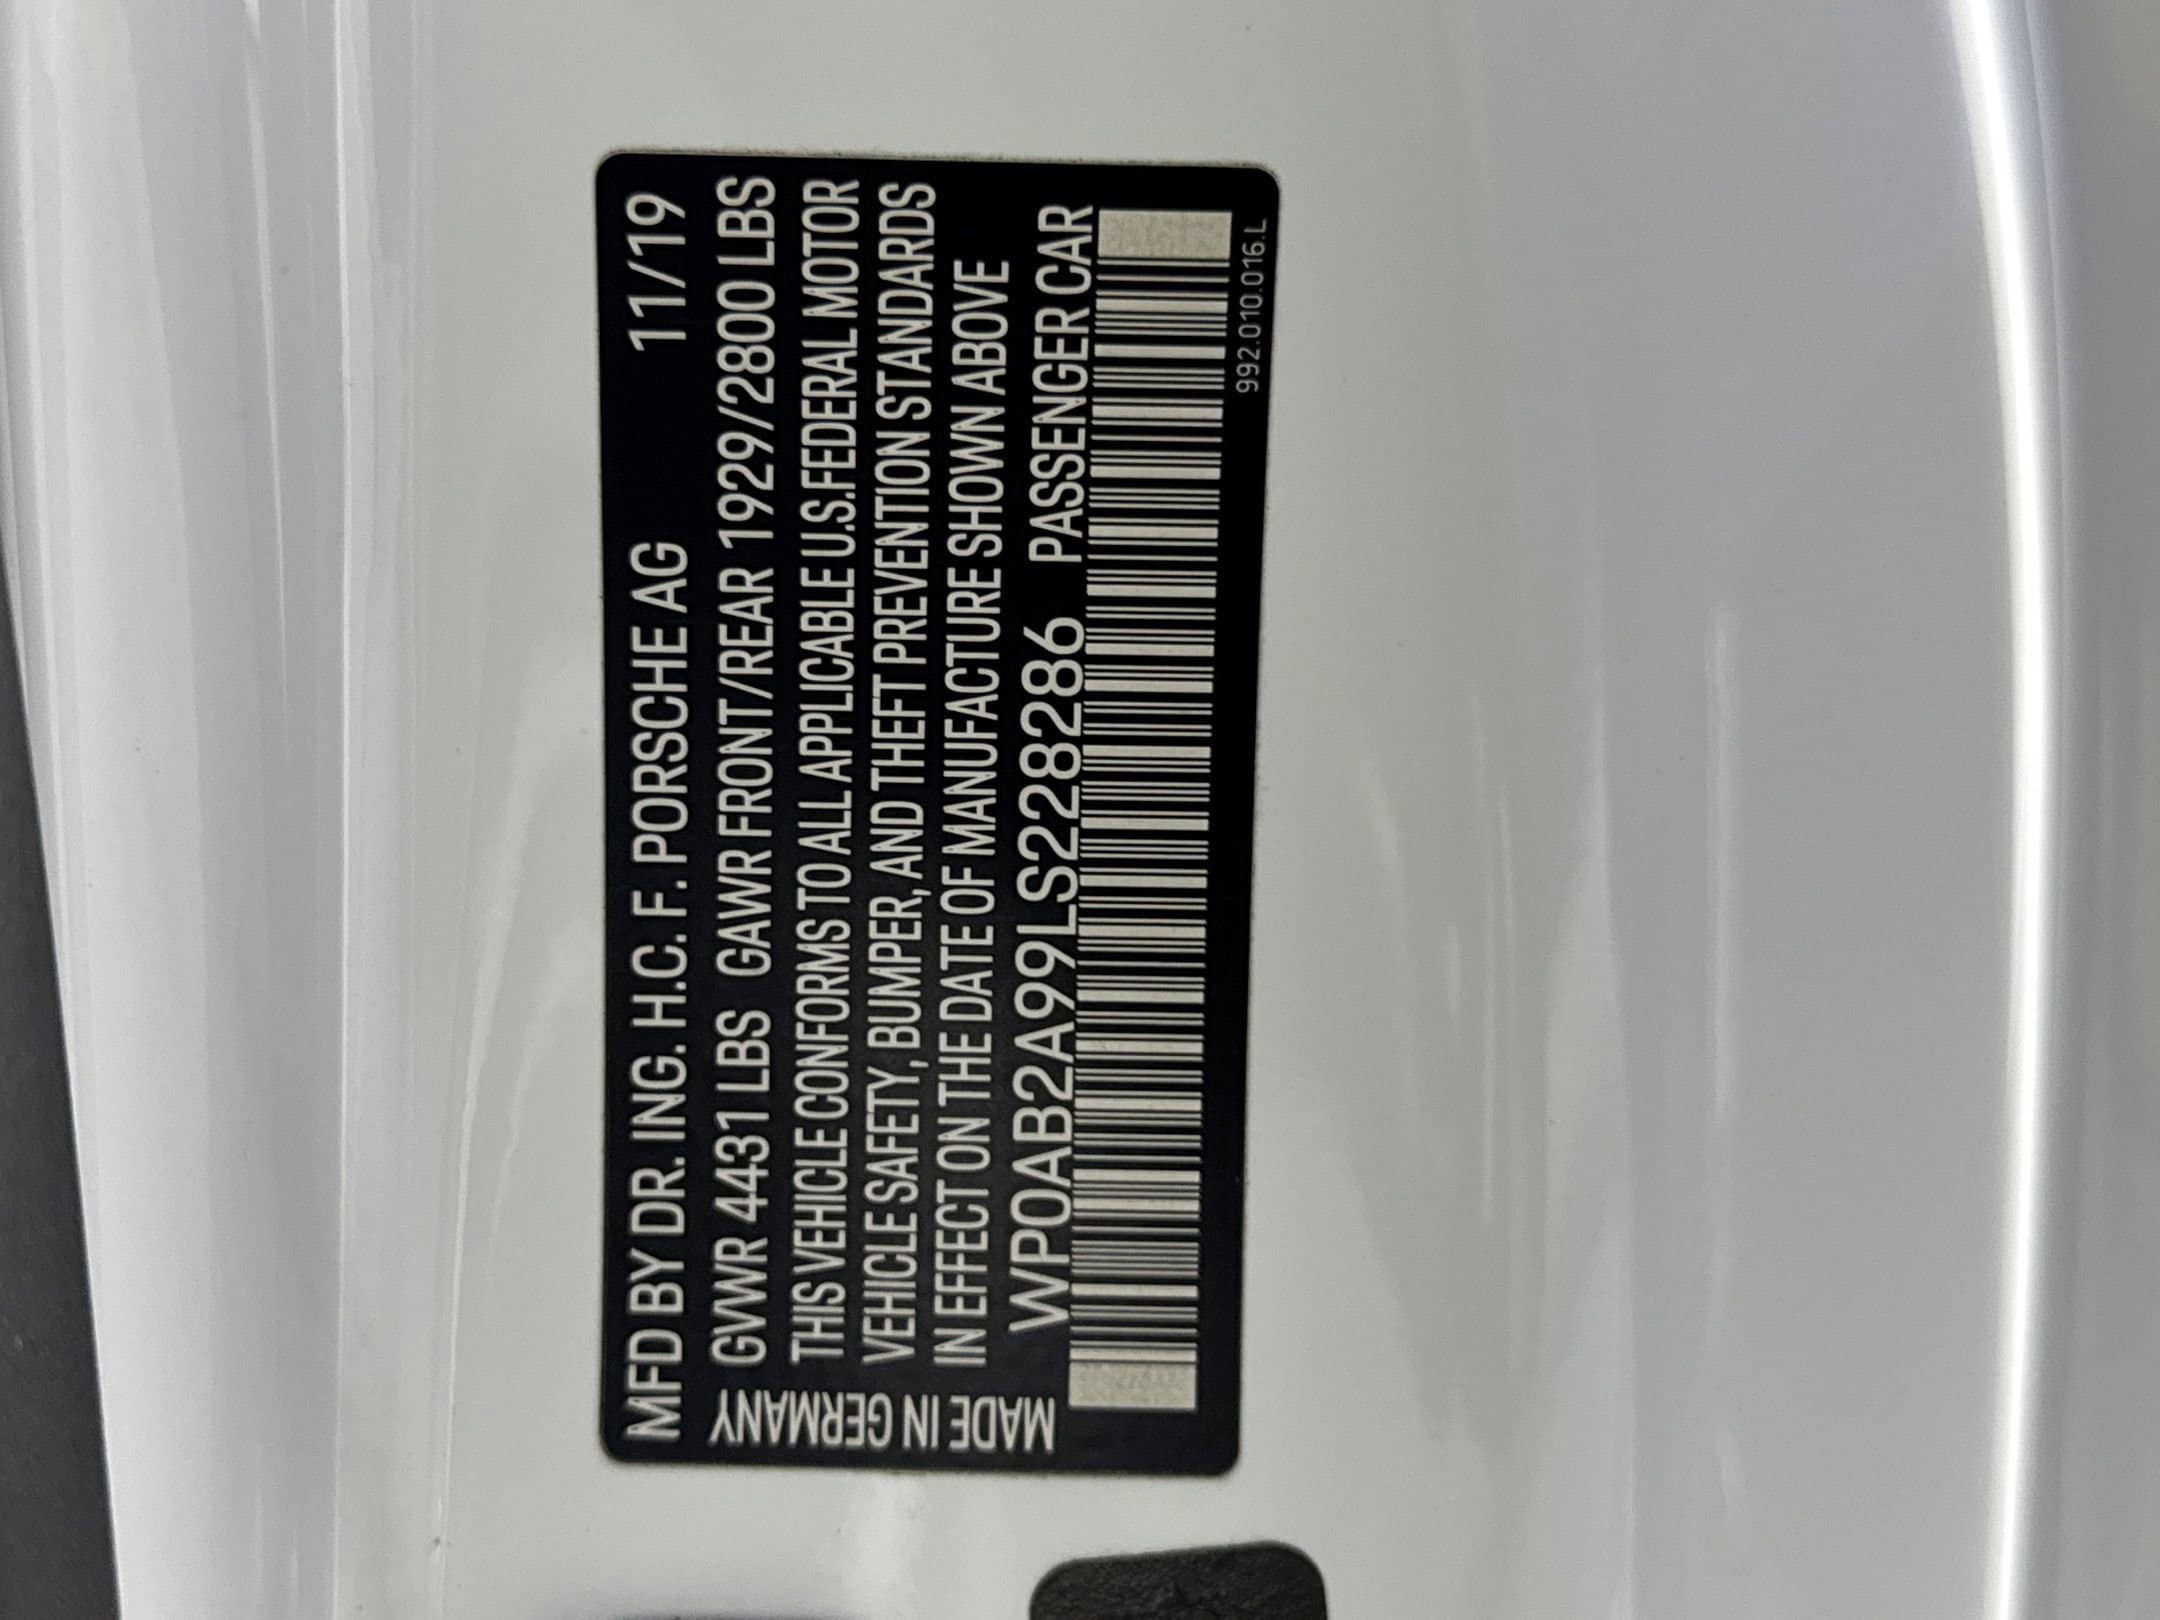 MFD BY DR. ING. H.C. F. PORSCHE AG 11/19
GVWR 4431 LBS GAWR FRONT/REAR 1929/2800 LBS
THIS VEHICLE CONFORMS TO ALL APPLICABLE U.S.FEDERAL MOTOR
VEHICLE SAFETY, BUMPER, AND THEFT PREVENTION STANDARDS
IN EFFECT ON THE DATE OF MANUFACTURE SHOWN ABOVE
WP0AB2A99LS228286 PASSENGER CAR
992.010.016.L
MADE IN GERMANY